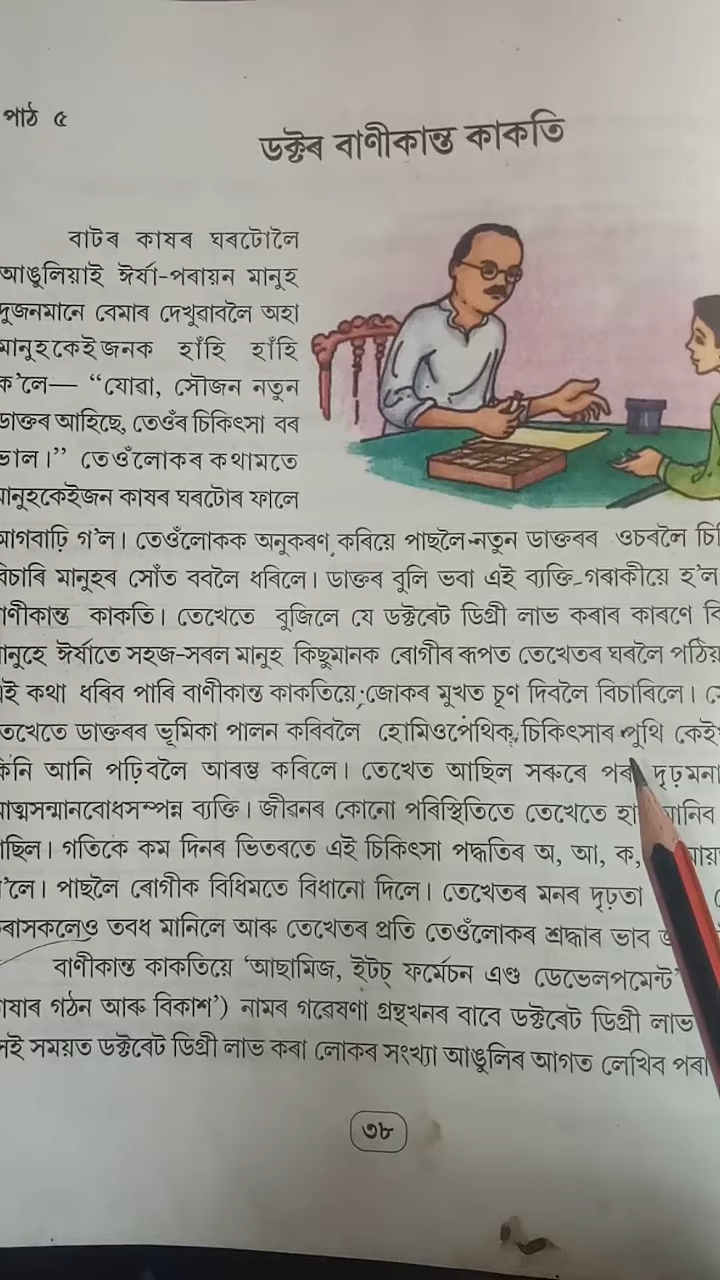 পাঠ ৫
ডক্টৰ বাণীকান্ত কাকতি
বাটৰ কাষৰ ঘৰটোলৈ
আঙুলিয়াই ঈৰ্ষা-পৰায়ন মানুহ
দুজনমানে বেমাৰ দেখুৱাবলৈ অহা
মানুহকেইজনক হাঁহি হাঁহি
ক'লে— “যোৱা, সৌজন নতুন
ডাক্তৰ আহিছে, তেওঁৰ চিকিৎসা বৰ
ভাল।” তেওঁলোকৰ কথামতে
মানুহকেইজন কাষৰ ঘৰটোৰ ফালে
আগবাঢ়ি গ'ল। তেওঁলোকক অনুকৰণ কৰিয়ে পাছলৈ নতুন ডাক্তৰৰ ওচৰলৈ
বিচাৰি মানুহৰ সোঁত ববলৈ ধৰিলে। ডাক্তৰ বুলি ভবা এই ব্যক্তি-গৰাকীয়ে হ'ল
বাণীকান্ত কাকতি। তেখেতে বুজিলে যে ডক্টৰেট ডিগ্ৰী লাভ কৰাৰ কাৰণে
মানুহে ঈৰ্ষাতে সহজ-সৰল মানুহ কিছুমানক ৰোগীৰ ৰূপত তেখেতৰ ঘৰলৈ
এই কথা ধৰিব পাৰি বাণীকান্ত কাকতিয়ে জোকৰ মুখত চূণ দিবলৈ বিচাৰিলে।
তেখেতে ডাক্তৰৰ ভূমিকা পালন কৰিবলৈ হোমিওপেথিক চিকিৎসাৰ পুথি
কিনি আনি পঢ়িবলৈ আৰম্ভ কৰিলে। তেখেত আছিল সৰুৰে পৰা দৃঢ়মনা
আত্মসন্মানবোধসম্পন্ন ব্যক্তি। জীৱনৰ কোনো পৰিস্থিতিতে তেখেতে মানিব
আছিল। গতিকে কম দিনৰ ভিতৰতে এই চিকিৎসা পদ্ধতিৰ অ, আ, ক,
ল'লে। পাছলৈ ৰোগীক বিধিমতে বিধানো দিলে। তেখেতৰ মনৰ দৃঢ়তা
তবধ মানিলে আৰু তেখেতৰ প্ৰতি তেওঁলোকৰ শ্ৰদ্ধাৰ ভাব
বাণীকান্ত কাকতিয়ে ‘আছামিজ, ইটচ্ ফৰ্মেচন এণ্ড ডেভেলপমেন্ট’
গঠন আৰু বিকাশ’) নামৰ গৱেষণা গ্ৰন্থখনৰ বাবে ডক্টৰেট ডিগ্ৰী লাভ
সেই সময়ত ডক্টৰেট ডিগ্ৰী লাভ কৰা লোকৰ সংখ্যা আঙুলিৰ আগত লেখিব
৩৮